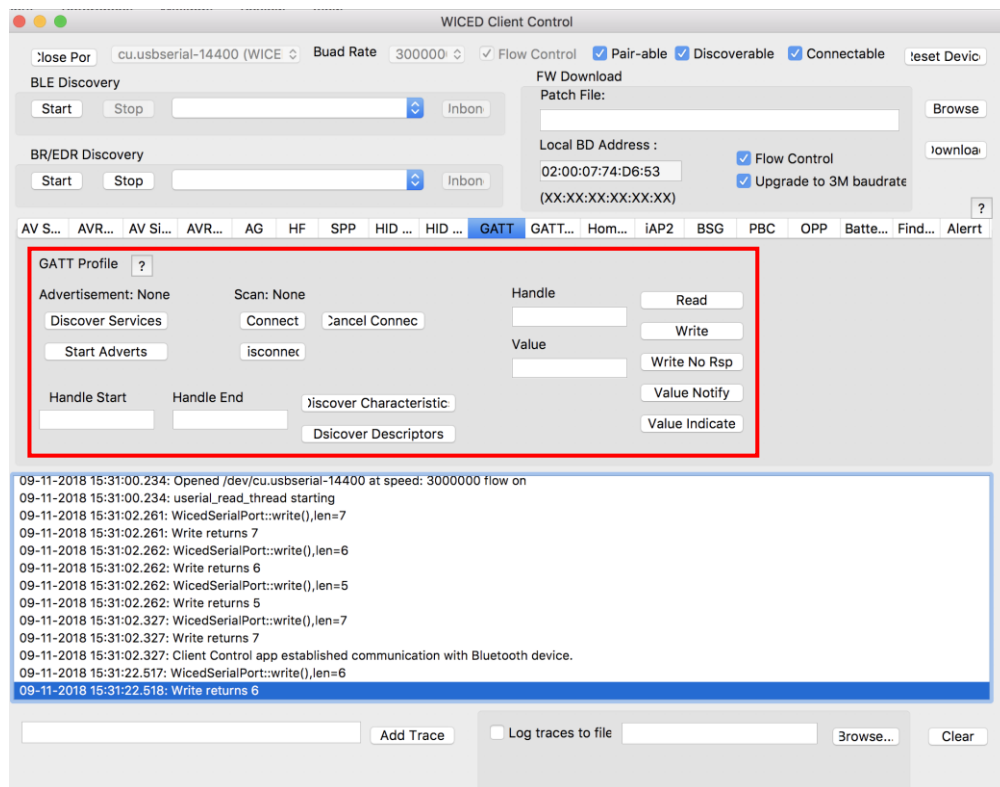 WICED Client Control
Close Por cu.usbserial-14400 (WICE Buad Rate 3000000 Flow Control Pair-able Discoverable Connectable Reset Devic
BLE Discovery
Start Stop Inbon
FW Download
Patch File:
Browse
Local BD Address :
02:00:07:74:D6:53
(XX:XX:XX:XX:XX:XX)
Flow Control
Upgrade to 3M baudrate
Downloa
BR/EDR Discovery
Start Stop Inbon
?
AV S... AVR... AV Si... AVR... AG HF SPP HID ... HID ... GATT GATT... Hom... iAP2 BSG PBC OPP Batte... Find... Alerrt
GATT Profile ?
Advertisement: None Scan: None
Discover Services Connect Cancel Connec
Start Adverts isconnec
Handle Start Handle End
Discover Characteristic
Dsicover Descriptors
Handle
Value
Read
Write
Write No Rsp
Value Notify
Value Indicate
09-11-2018 15:31:00.234: Opened /dev/cu.usbserial-14400 at speed: 3000000 flow on
09-11-2018 15:31:00.234: userial_read_thread starting
09-11-2018 15:31:02.261: WicedSerialPort::write(),len=7
09-11-2018 15:31:02.261: Write returns 7
09-11-2018 15:31:02.262: WicedSerialPort::write(),len=6
09-11-2018 15:31:02.262: Write returns 6
09-11-2018 15:31:02.262: WicedSerialPort::write(),len=5
09-11-2018 15:31:02.262: Write returns 5
09-11-2018 15:31:02.327: WicedSerialPort::write(),len=7
09-11-2018 15:31:02.327: Write returns 7
09-11-2018 15:31:02.327: Client Control app established communication with Bluetooth device.
09-11-2018 15:31:22.517: WicedSerialPort::write(),len=6
09-11-2018 15:31:22.518: Write returns 6
Add Trace Log traces to file Browse... Clear